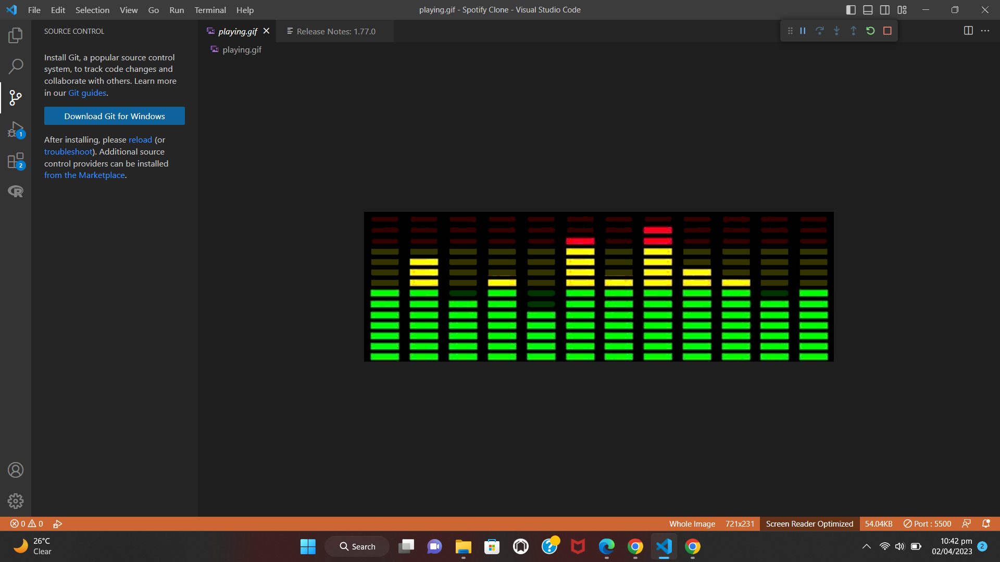 File Edit Selection View Go Run Terminal Help
playing.gif - Spotify Clone - Visual Studio Code
SOURCE CONTROL
playing.gif
Release Notes: 1.77.0
playing.gif
Install Git, a popular source control
system, to track code changes and
collaborate with others. Learn more
in our Git guides.
Download Git for Windows
After installing, please reload (or
troubleshoot). Additional source
control providers can be installed
from the Marketplace.
1
2
R
0 0
Whole Image 721x231 Screen Reader Optimized 54.04KB Port : 5500
26°C
Clear
Search
?
10:42 pm
02/04/2023
2